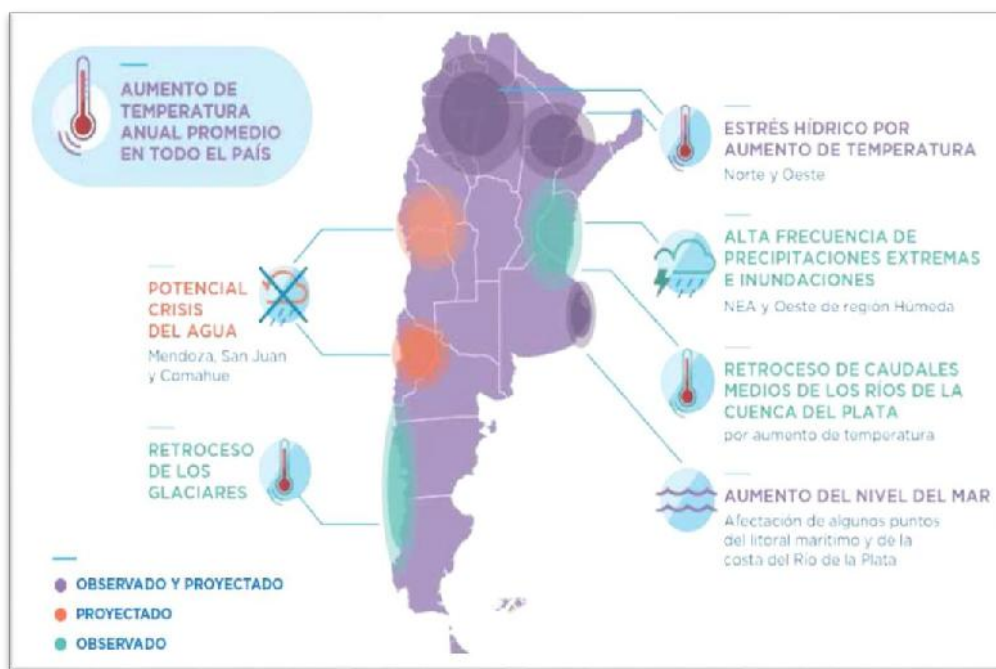 AUMENTO DE
TEMPERATURA
ANUAL PROMEDIO
EN TODO EL PAÍS
ESTRÉS HÍDRICO POR
AUMENTO DE TEMPERATURA
Norte y Oeste
ALTA FRECUENCIA DE
PRECIPITACIONES EXTREMAS
E INUNDACIONES
NEA y Oeste de región Húmeda
POTENCIAL
CRISIS
DEL AGUA
Mendoza, San Juan
y Comahue
RETROCESO DE CAUDALES
MEDIOS DE LOS RÍOS DE LA
CUENCA DEL PLATA
por aumento de temperatura
RETROCESO
DE LOS
GLACIARES
AUMENTO DEL NIVEL DEL MAR
Afectación de algunos puntos
del litoral marítimo y de la
costa del Río de la Plata
OBSERVADO Y PROYECTADO
PROYECTADO
OBSERVADO